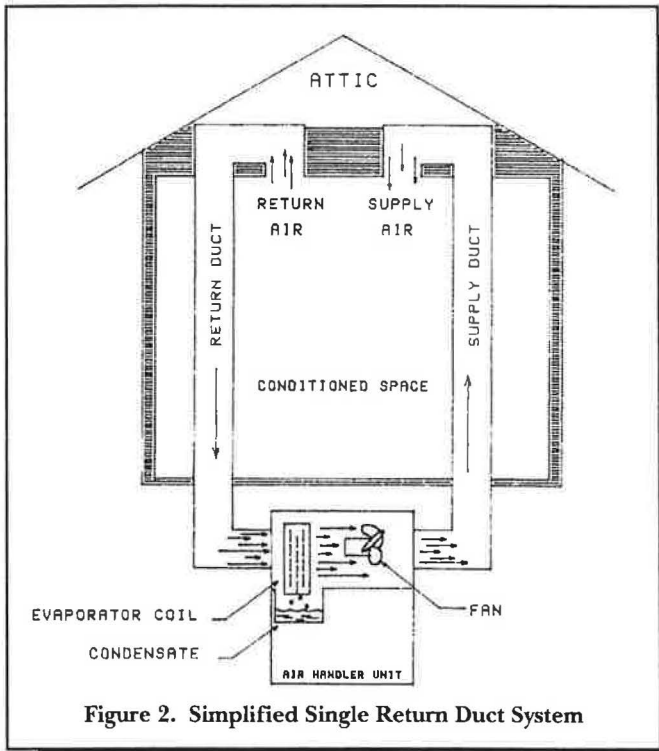 ATTIC
RETURN
AIR
SUPPLY
AIR
RETURN DUCT
SUPPLY DUCT
CONDITIONED SPACE
EVAPORATOR COIL
FAN
CONDENSATE
AIR HANDLER UNIT
Figure 2. Simplified Single Return Duct System